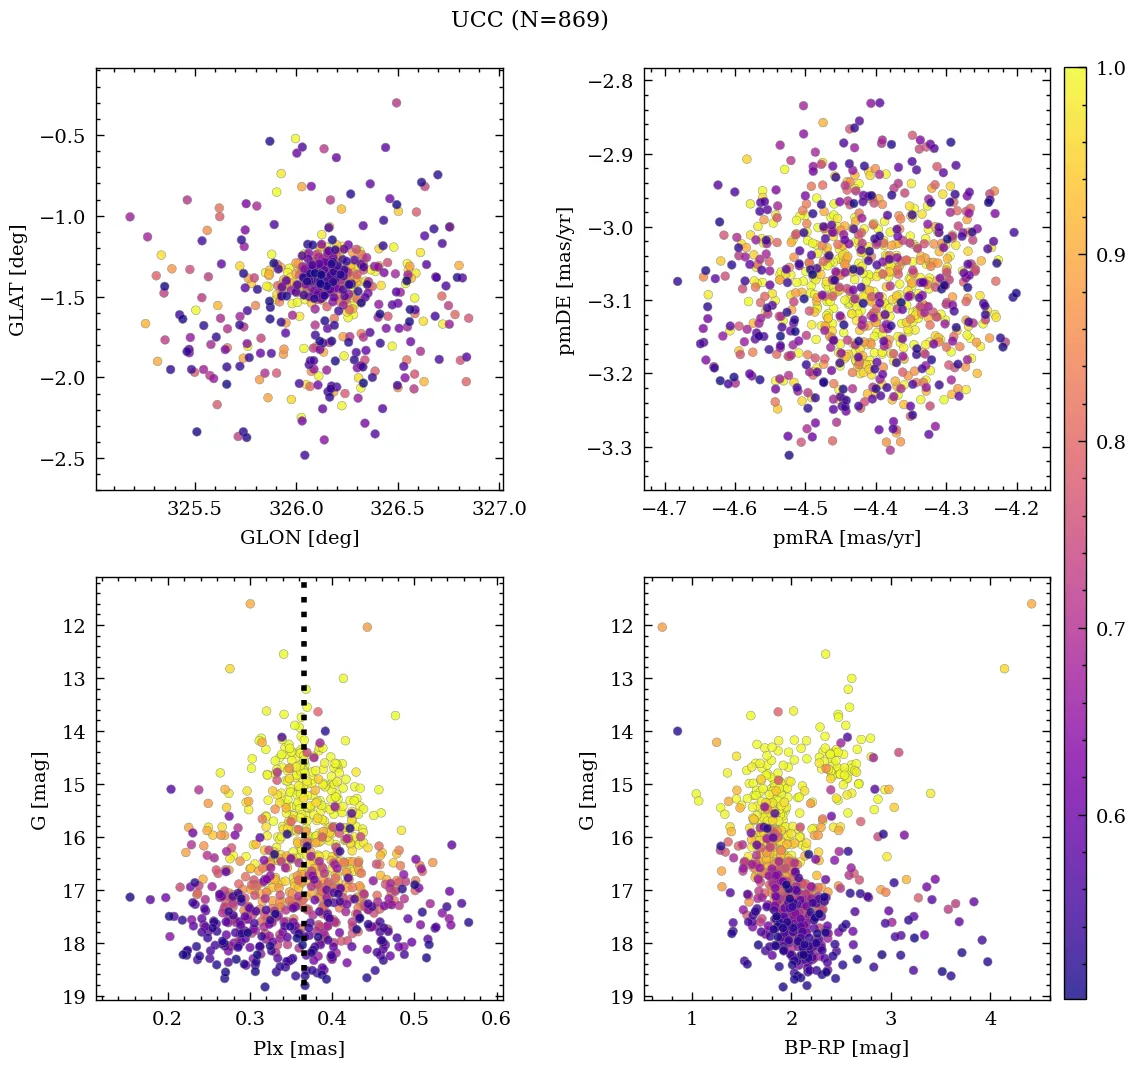 UCC (N=869)
−0.5
−1.0
−1.5
−2.0
−2.5
GLAT [deg]
325.5 326.0 326.5 327.0
GLON [deg]
−2.8
−2.9
−3.0
−3.1
−3.2
−3.3
pmDE [mas/yr]
−4.7 −4.6 −4.5 −4.4 −4.3 −4.2
pmRA [mas/yr]
1.0
0.9
0.8
0.7
0.6
12
13
14
15
16
17
18
19
G [mag]
0.2 0.3 0.4 0.5 0.6
Plx [mas]
12
13
14
15
16
17
18
19
G [mag]
1 2 3 4
BP-RP [mag]